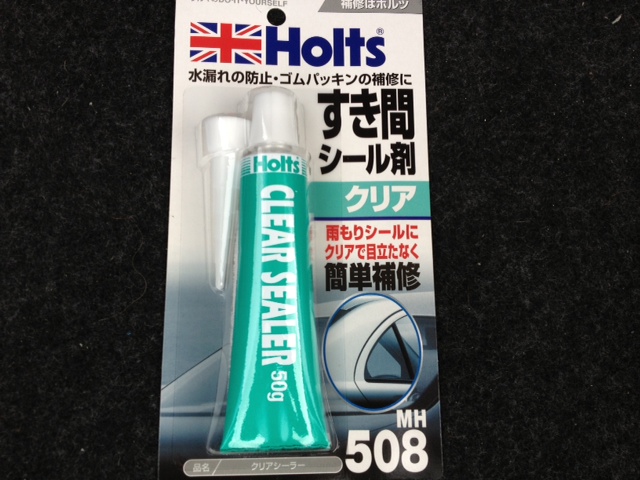 DO-IT-YOURSELF
補修はホルツ
Holts®
水漏れの防止・ゴムパッキンの補修に
すき間
シール剤
クリア
雨もりシールに
クリアで目立たなく
簡単補修
Holts
CLEAR SEALER 50g
MH
508
品名
クリアシーラー